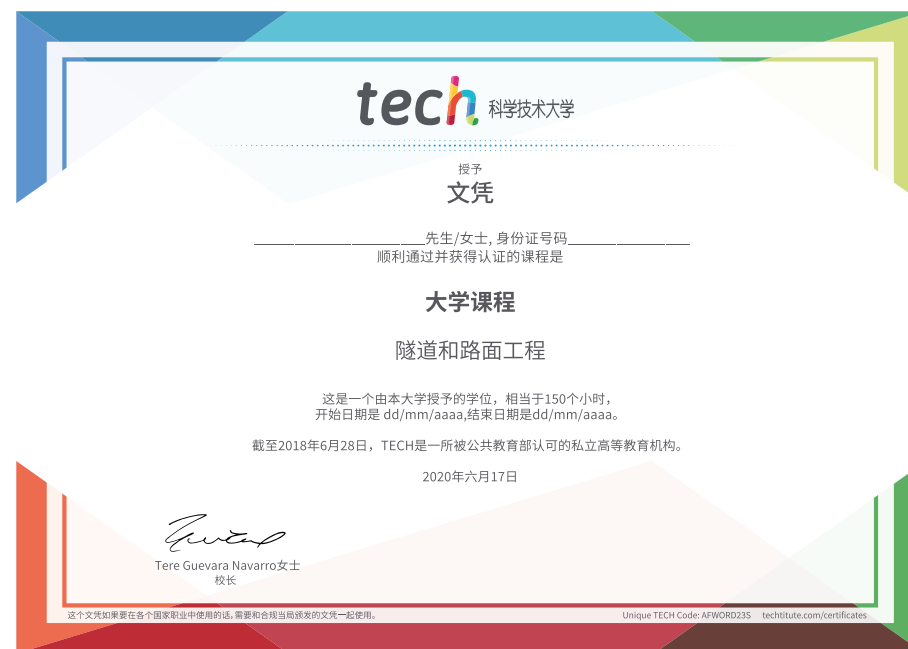 tech 科学技术大学
授予
文凭
_________________________先生/女士, 身份证号码__________________
顺利通过并获得认证的课程是
大学课程
隧道和路面工程
这是一个由本大学授予的学位，相当于150个小时，
开始日期是 dd/mm/aaaa,结束日期是dd/mm/aaaa。
截至2018年6月28日，TECH是一所被公共教育部认可的私立高等教育机构。
2020年六月17日
Tere Guevara Navarro女士
校长
这个文凭如果要在各个国家职业中使用的话,需要和合规当局颁发的文凭一起使用。
Unique TECH Code: AFWORD23S techtitute.com/certificates